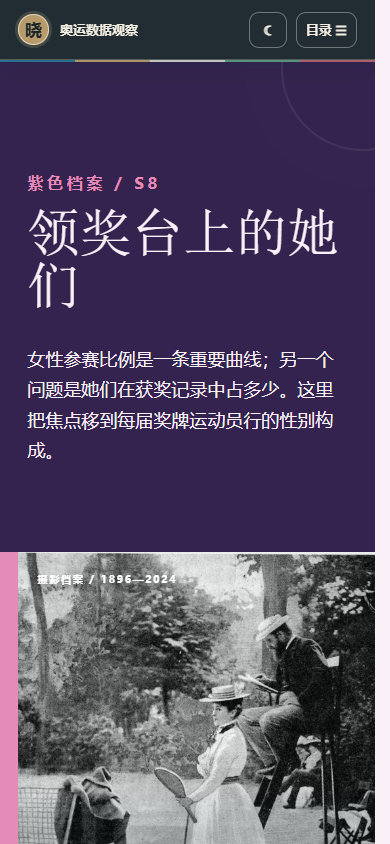 晓 奥运数据观察 目录
紫色档案 / S8
领奖台上的她
们
女性参赛比例是一条重要曲线；另一个
问题是她们在获奖记录中占多少。这里
把焦点移到每届奖牌运动员行的性别构
成。
摄影档案 / 1896—2024